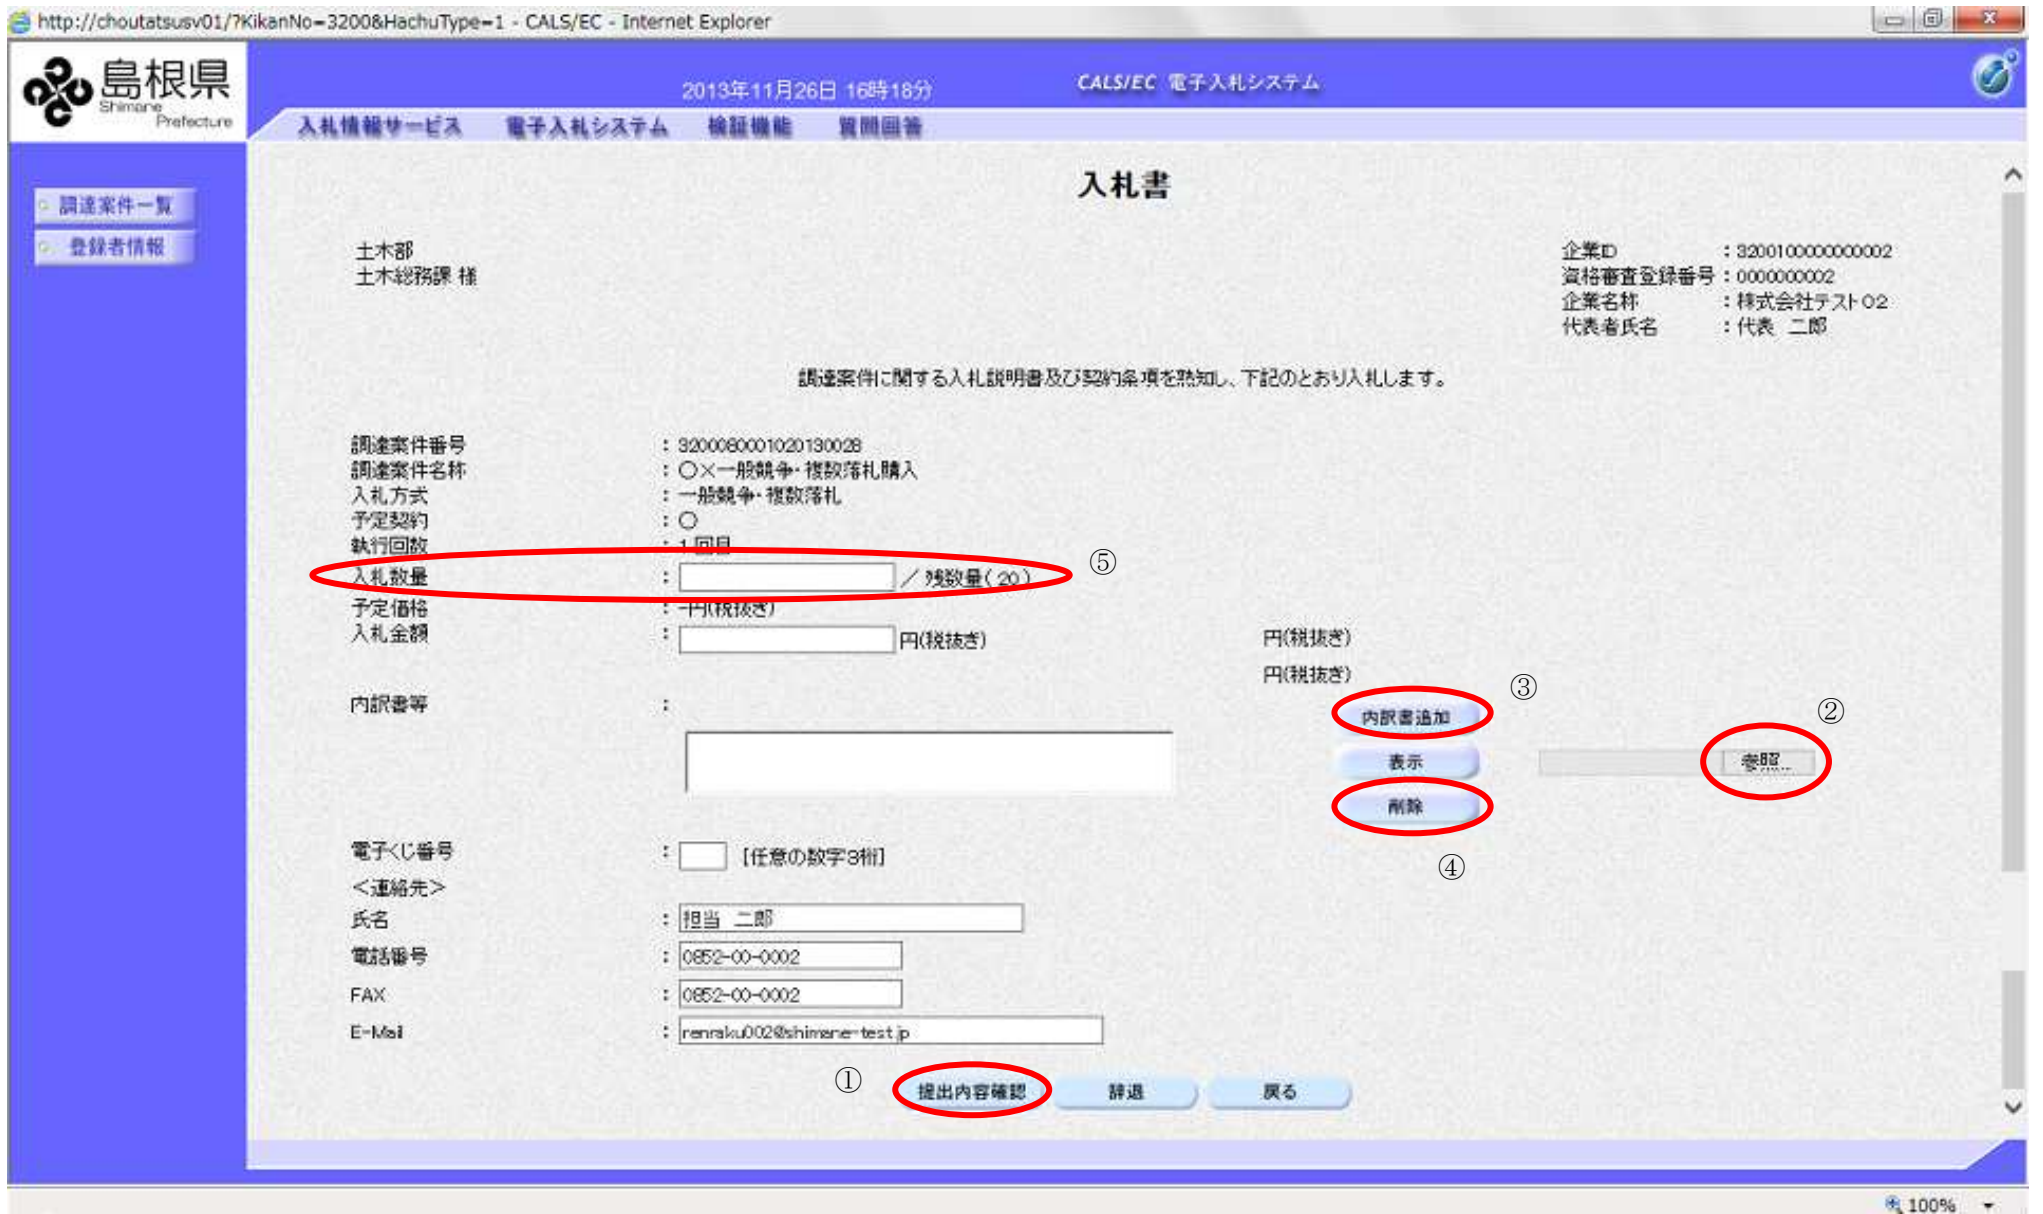 http://choutatsusv01/?KikanNo=3200&HachuType=1 - CALS/EC - Internet Explorer
島根県
Shimane
Prefecture
2013年11月26日 16時18分
CALS/EC 電子入札システム
入札情報サービス 電子入札システム 検証機能 質問回答
調達案件一覧
登録者情報
入札書
土木部
土木総務課 様
企業ID ：3200100000000002
資格審査登録番号：0000000002
企業名称 ：株式会社テスト02
代表者氏名 ：代表 二郎
調達案件に関する入札説明書及び契約条項を熟知し、下記のとおり入札します。
調達案件番号 ：3200080001020130028
調達案件名称 ：○×一般競争・複数落札購入
入札方式 ：一般競争・複数落札
予定契約 ：○
執行回数 ：1 回目
入札数量 ： ／残数量(20) ⑤
予定価格 ：-円(税抜き)
入札金額 ： 円(税抜き) 円(税抜き)
円(税抜き)
内訳書等 ：
③ 内訳書追加
② 参照...
表示
削除
④
電子くじ番号 ： [任意の数字3桁]
＜連絡先＞
氏名 ：担当 二郎
電話番号 ：0852-00-0002
FAX ：0852-00-0002
E-Mail ：renraku002@shimane-test.jp
① 提出内容確認 辞退 戻る
100%